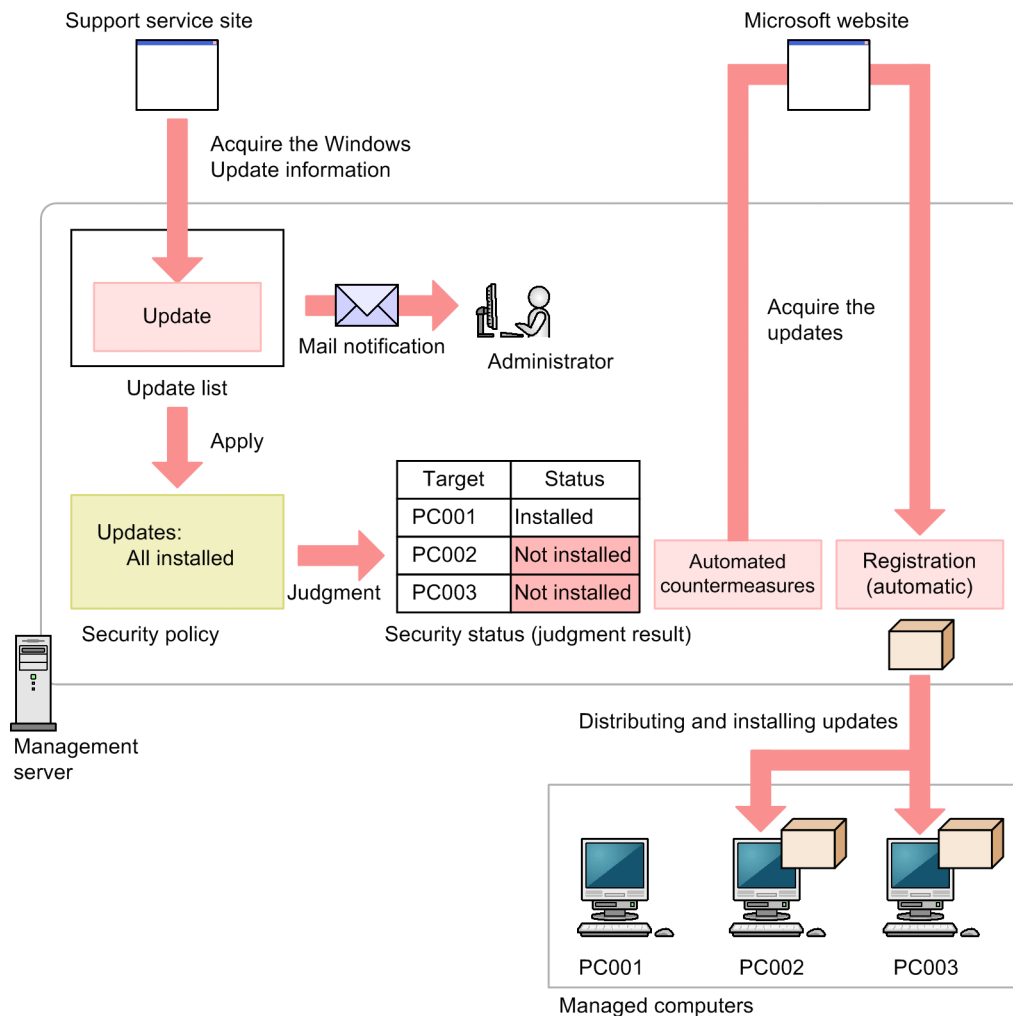 Support service site
Microsoft website
Acquire the Windows
Update information
Update
Mail notification
Administrator
Update list
Acquire the
updates
Apply
Updates:
All installed
Judgment
Security policy
Target Status
PC001 Installed
PC002 Not installed
PC003 Not installed
Security status (judgment result)
Automated
countermeasures
Registration
(automatic)
Management
server
Distributing and installing updates
PC001
PC002
PC003
Managed computers